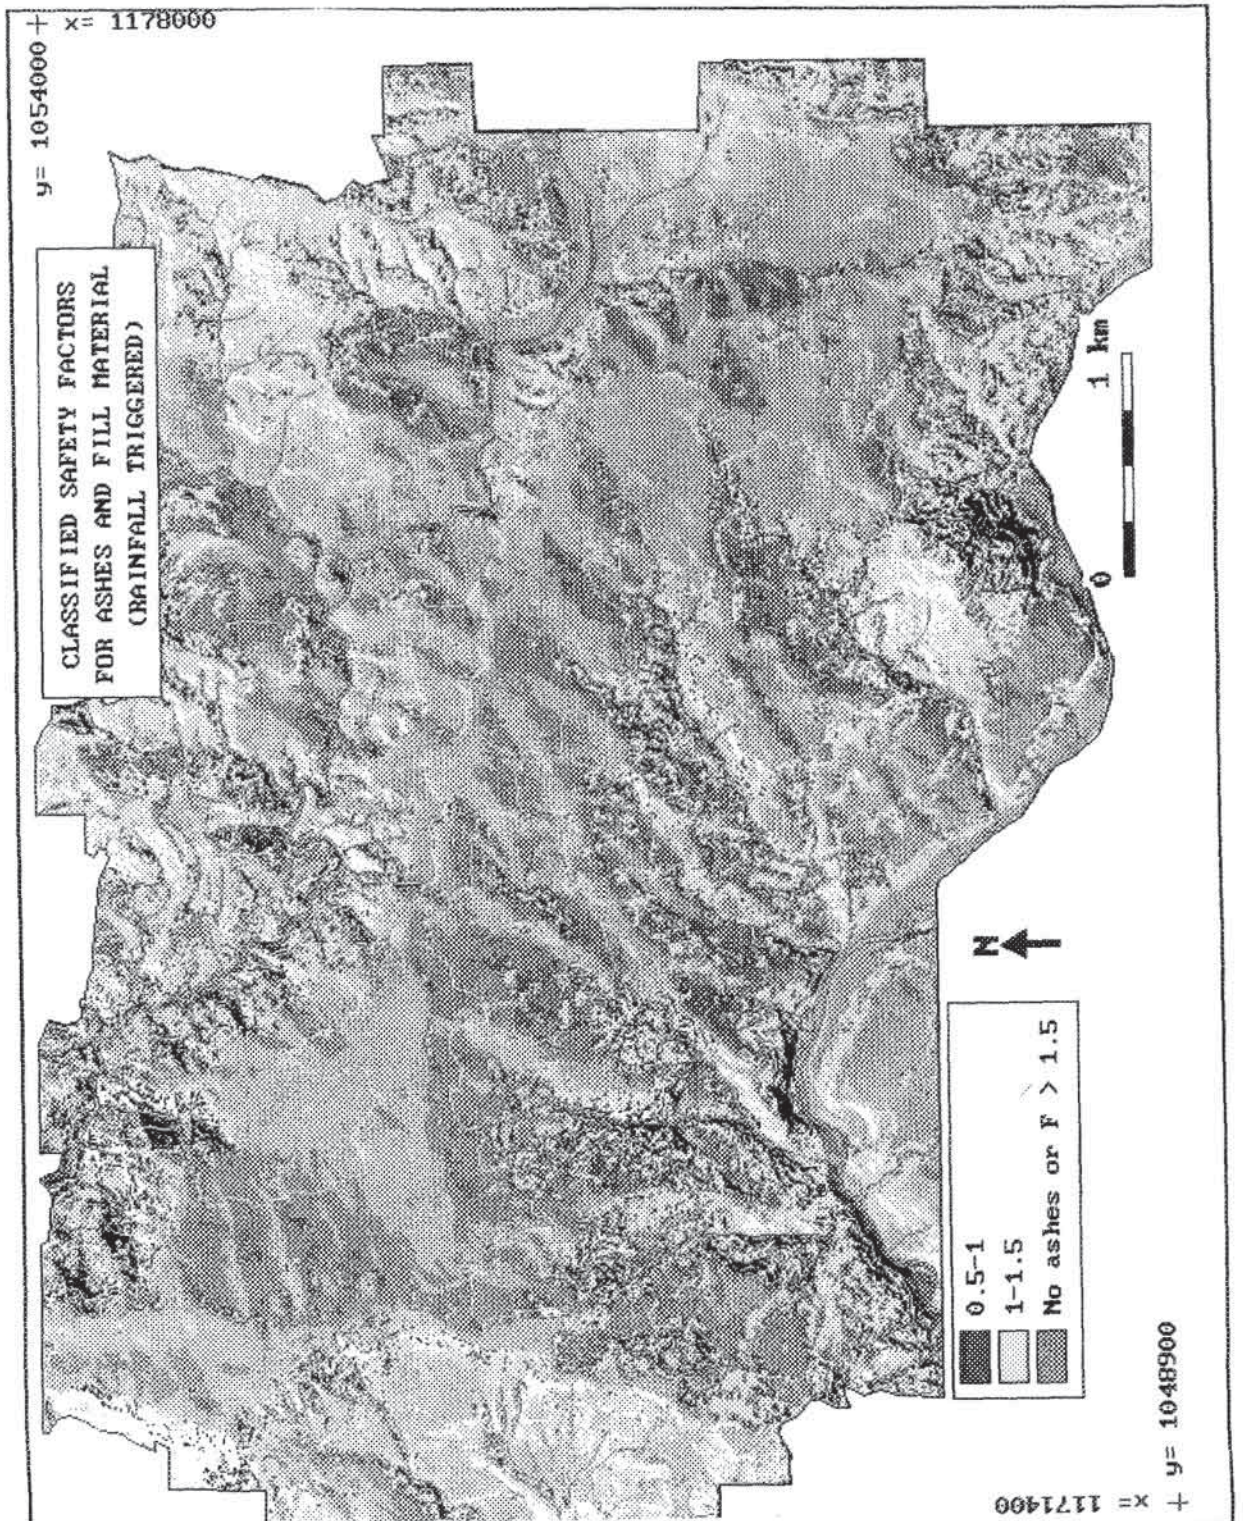 x= 1178000
y= 1054000
CLASSIFIED SAFETY FACTORS
FOR ASHES AND FILL MATERIAL
(RAINFALL TRIGGERED)
0
1 km
N
0.5-1
1-1.5
No ashes or F > 1.5
x= 1171400
y= 1048900